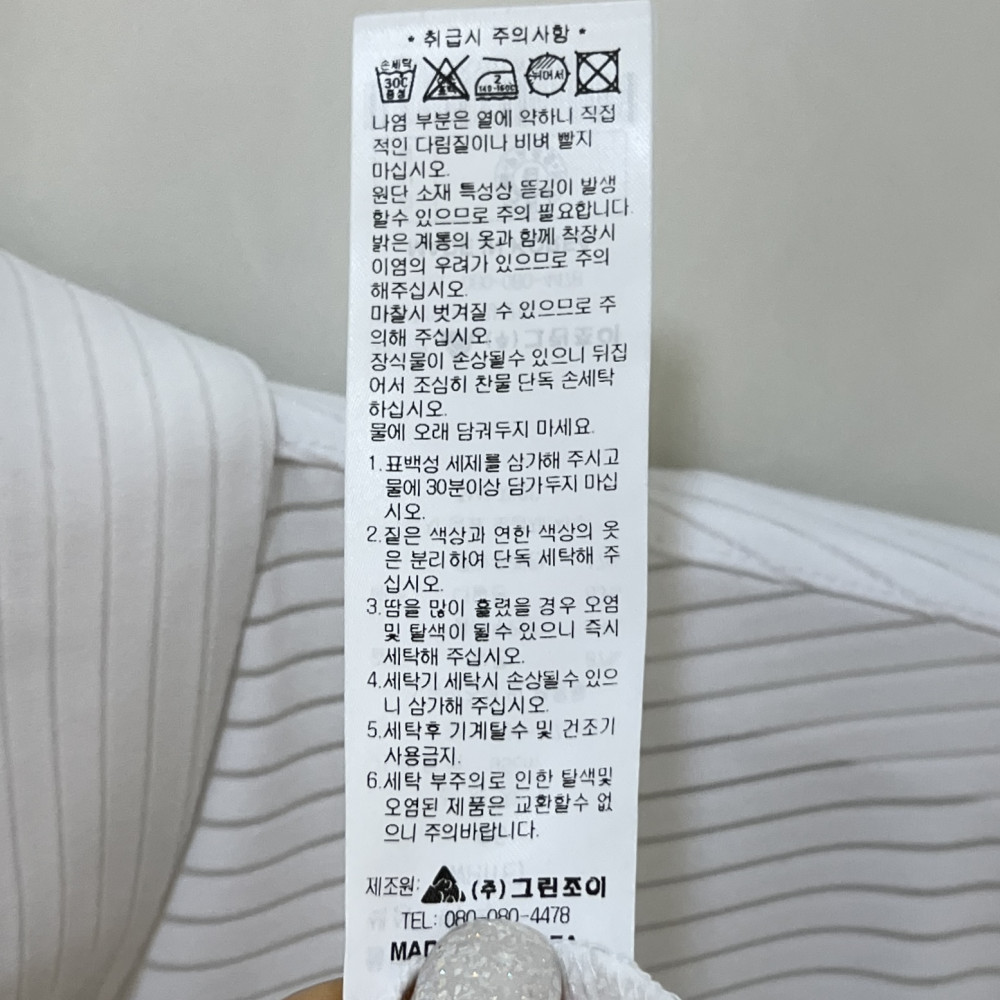 * 취급시 주의사항 *
손세탁
30℃
중성
2
140~160℃
뉘어서
나염 부분은 열에 약하니 직접
적인 다림질이나 비벼 빨지
마십시오.
원단 소재 특성상 뜯김이 발생
할수 있으므로 주의 필요합니다.
밝은 계통의 옷과 함께 착장시
이염의 우려가 있으므로 주의
해주십시오.
마찰시 벗겨질 수 있으므로 주
의해 주십시오.
장식물이 손상될수 있으니 뒤집
어서 조심히 찬물 단독 손세탁
하십시오.
물에 오래 담궈두지 마세요.
1.표백성 세제를 삼가해 주시고
물에 30분이상 담가두지 마십
시오.
2.짙은 색상과 연한 색상의 옷
은 분리하여 단독 세탁해 주
십시오.
3.땀을 많이 흘렸을 경우 오염
및 탈색이 될수 있으니 즉시
세탁해 주십시오.
4.세탁기 세탁시 손상될수 있으
니 삼가해 주십시오.
5.세탁후 기계탈수 및 건조기
사용금지.
6.세탁 부주의로 인한 탈색및
오염된 제품은 교환할수 없
으니 주의바랍니다.
제조원: (주)그린조이
TEL: 080-080-4478